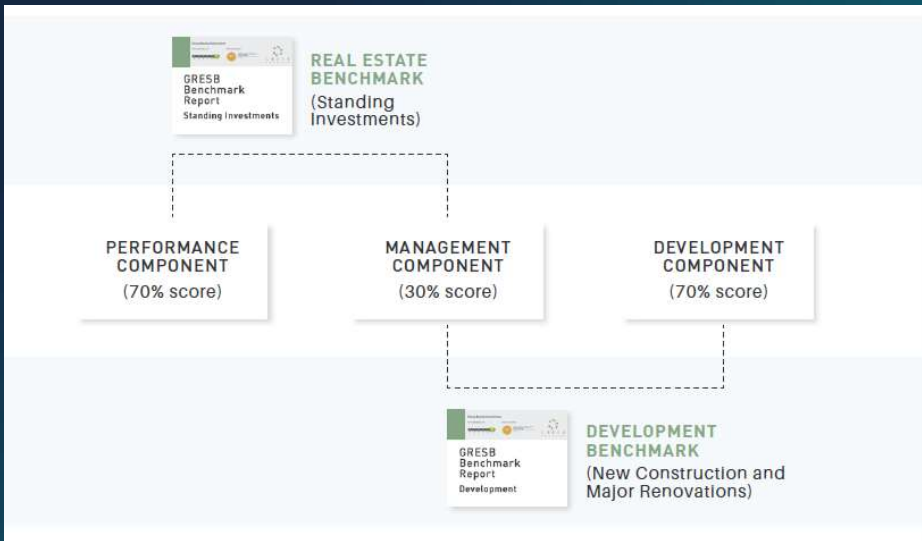 REAL ESTATE
BENCHMARK
(Standing
Investments)
GRESB
Benchmark
Report
Standing Investments
PERFORMANCE
COMPONENT
(70% score)
MANAGEMENT
COMPONENT
(30% score)
DEVELOPMENT
COMPONENT
(70% score)
GRESB
Benchmark
Report
Development
DEVELOPMENT
BENCHMARK
(New Construction and
Major Renovations)